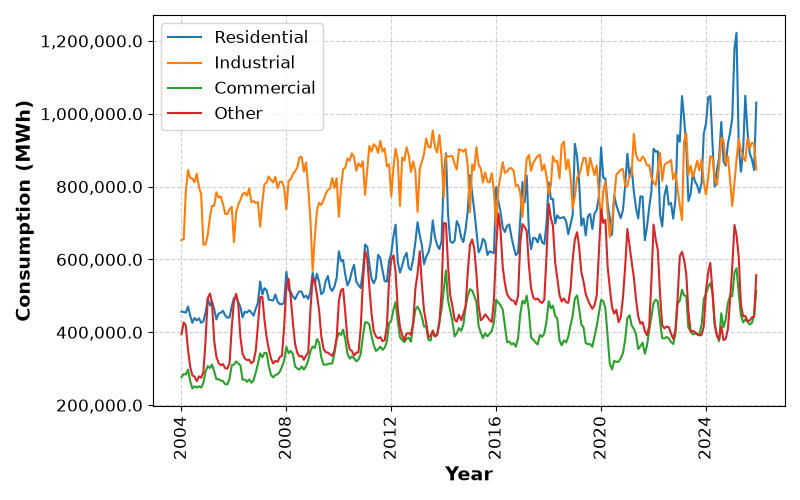 Consumption (MWh)
1,200,000.0
1,000,000.0
800,000.0
600,000.0
400,000.0
200,000.0
Residential
Industrial
Commercial
Other
2004
2008
2012
2016
2020
2024
Year